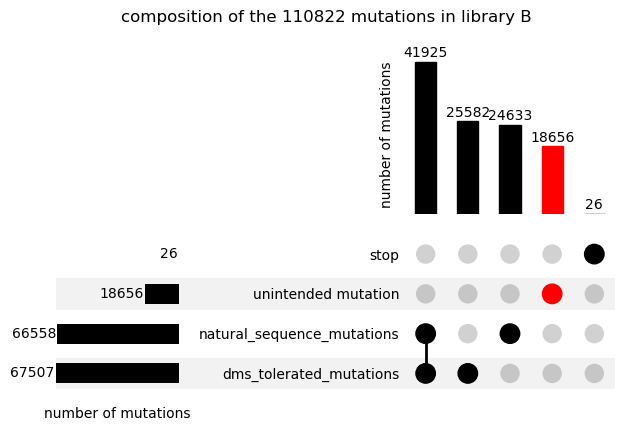 composition of the 110822 mutations in library B
number of mutations
41925
25582
24633
18656
26
26
stop
18656
unintended mutation
66558
natural_sequence_mutations
67507
dms_tolerated_mutations
number of mutations